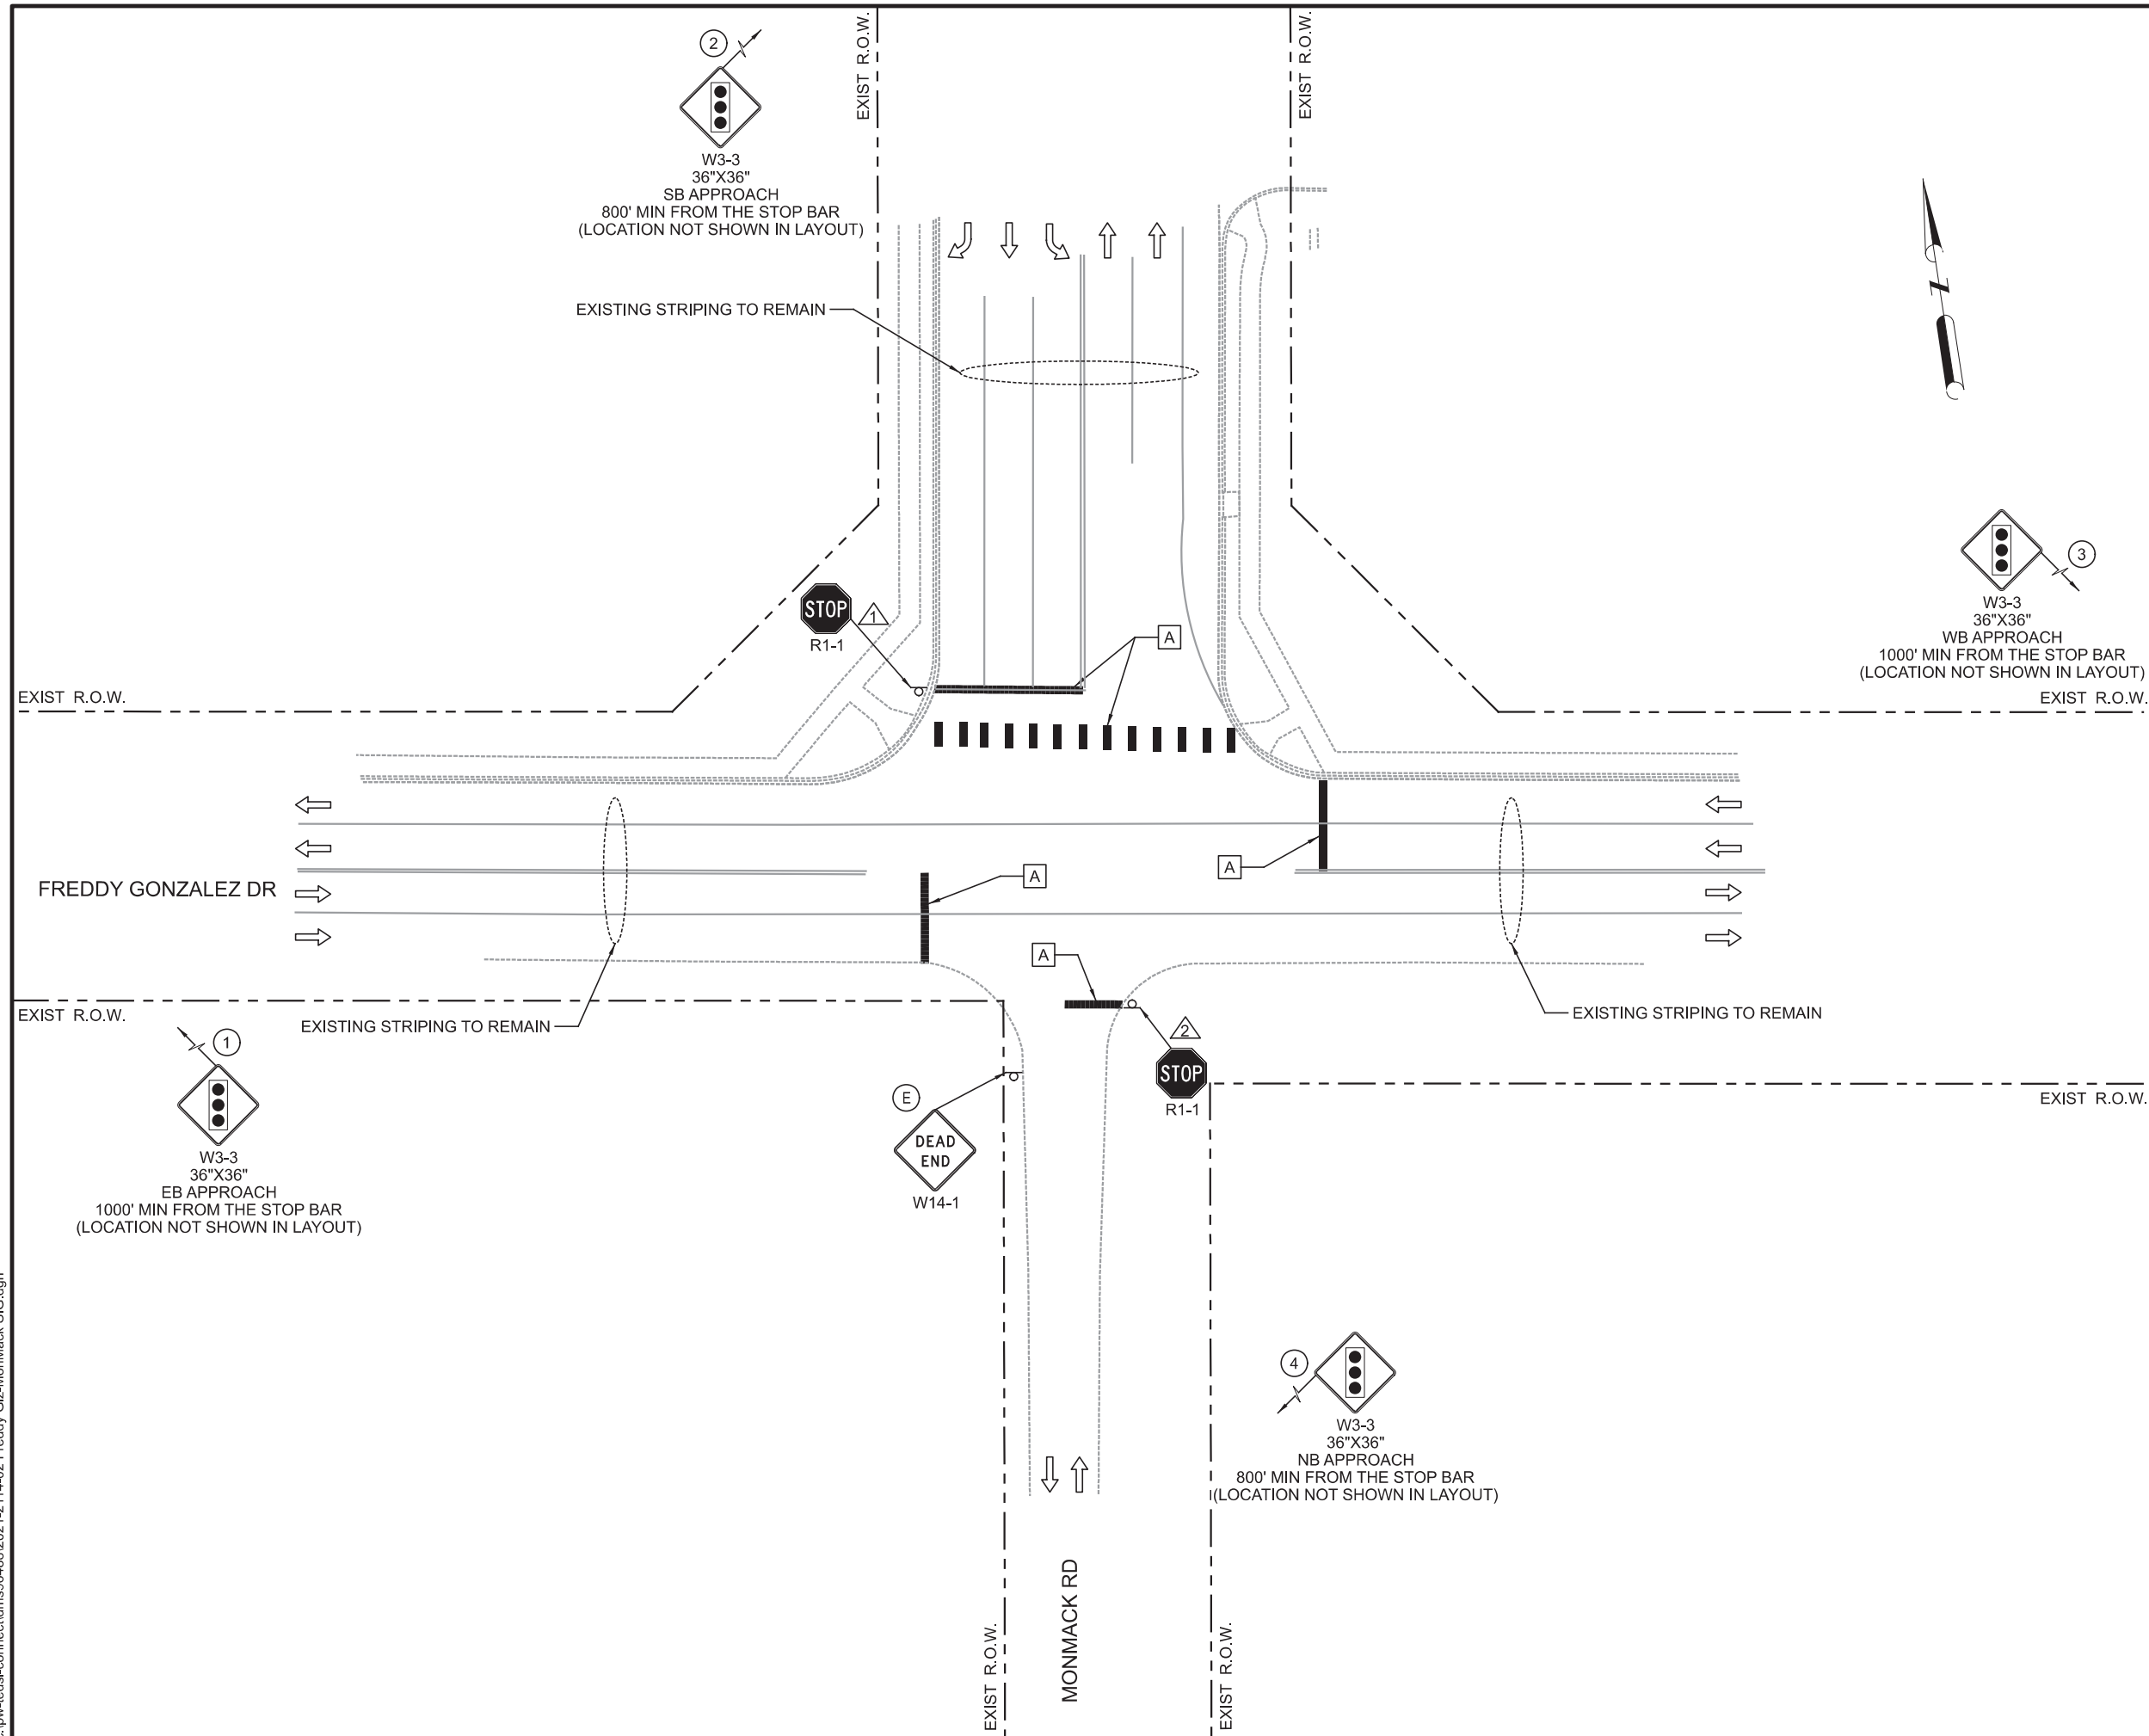 EXIST R.O.W.
EXIST R.O.W.
2
W3-3
36"X36"
SB APPROACH
800' MIN FROM THE STOP BAR
(LOCATION NOT SHOWN IN LAYOUT)
EXISTING STRIPING TO REMAIN
N
3
W3-3
36"X36"
WB APPROACH
1000' MIN FROM THE STOP BAR
(LOCATION NOT SHOWN IN LAYOUT)
STOP
1
R1-1
A
EXIST R.O.W.
EXIST R.O.W.
A
A
FREDDY GONZALEZ DR
A
EXIST R.O.W.
EXISTING STRIPING TO REMAIN
EXISTING STRIPING TO REMAIN
1
W3-3
36"X36"
EB APPROACH
1000' MIN FROM THE STOP BAR
(LOCATION NOT SHOWN IN LAYOUT)
2
STOP
R1-1
E
DEAD
END
W14-1
EXIST R.O.W.
4
W3-3
36"X36"
NB APPROACH
800' MIN FROM THE STOP BAR
(LOCATION NOT SHOWN IN LAYOUT)
EXIST R.O.W.
MONMACK RD
EXIST R.O.W.